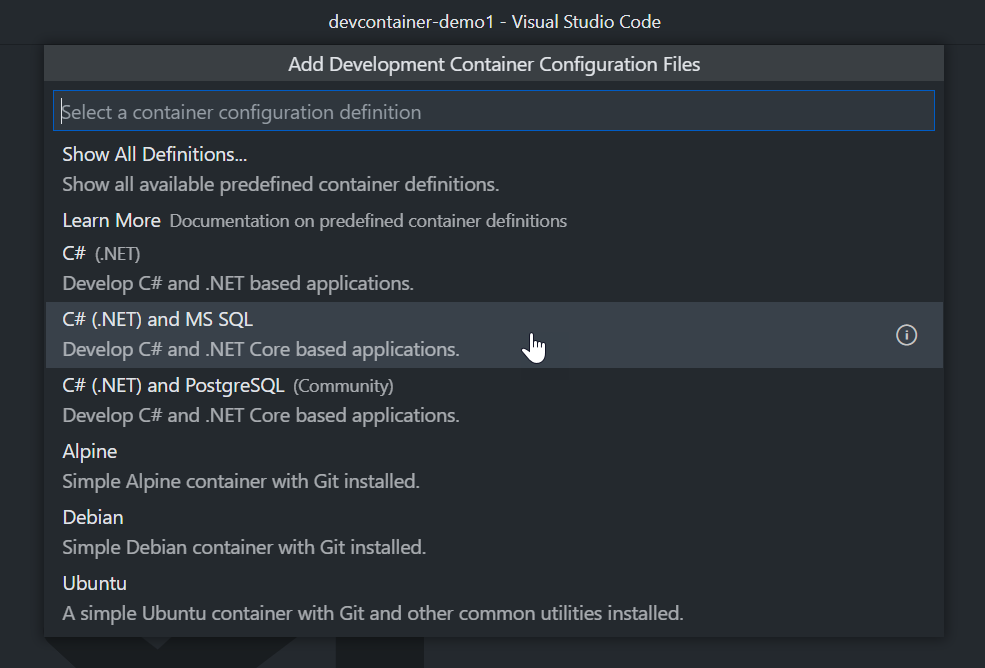 devcontainer-demo1 - Visual Studio Code
Add Development Container Configuration Files
Select a container configuration definition
Show All Definitions...
Show all available predefined container definitions.
Learn More Documentation on predefined container definitions
C# (.NET)
Develop C# and .NET based applications.
C# (.NET) and MS SQL
Develop C# and .NET Core based applications.
C# (.NET) and PostgreSQL (Community)
Develop C# and .NET Core based applications.
Alpine
Simple Alpine container with Git installed.
Debian
Simple Debian container with Git installed.
Ubuntu
A simple Ubuntu container with Git and other common utilities installed.